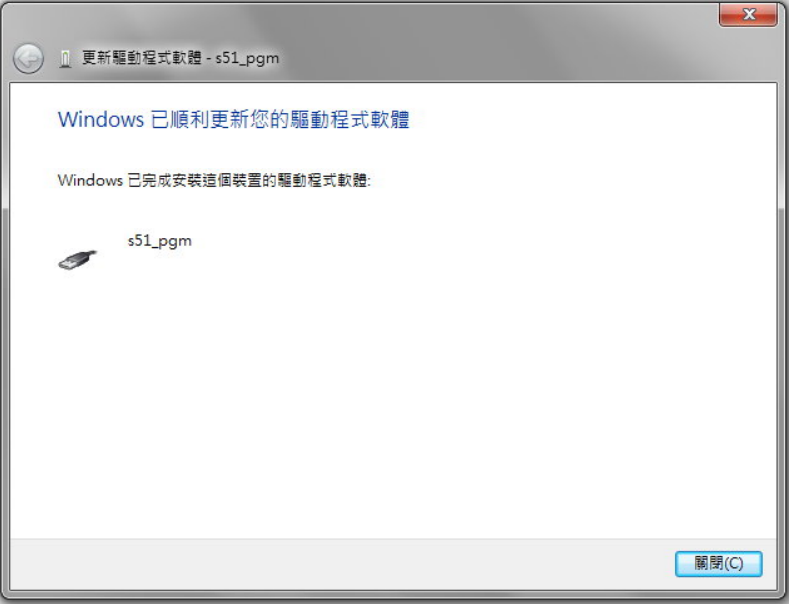 更新驅動程式軟體 - s51_pgm
Windows 已順利更新您的驅動程式軟體
Windows 已完成安裝這個裝置的驅動程式軟體:
s51_pgm
關閉(C)